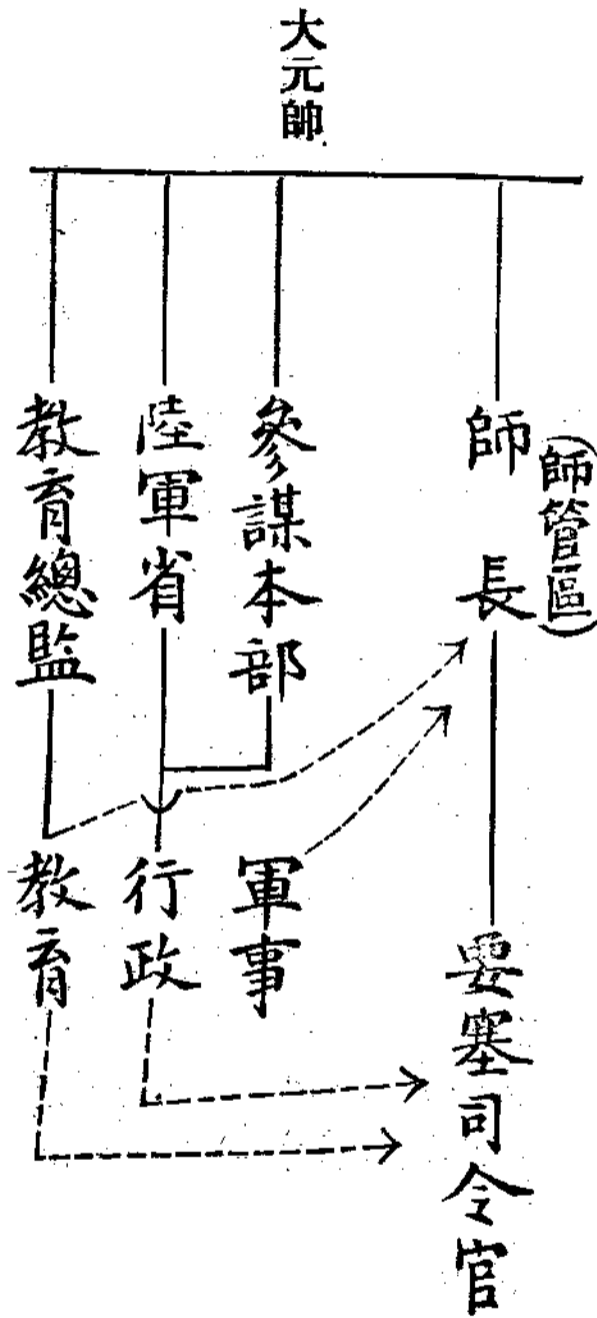 大元帥
(師管區)
師長
參謀本部
陸軍省
教育總監
要塞司令官
軍事
行政
教育